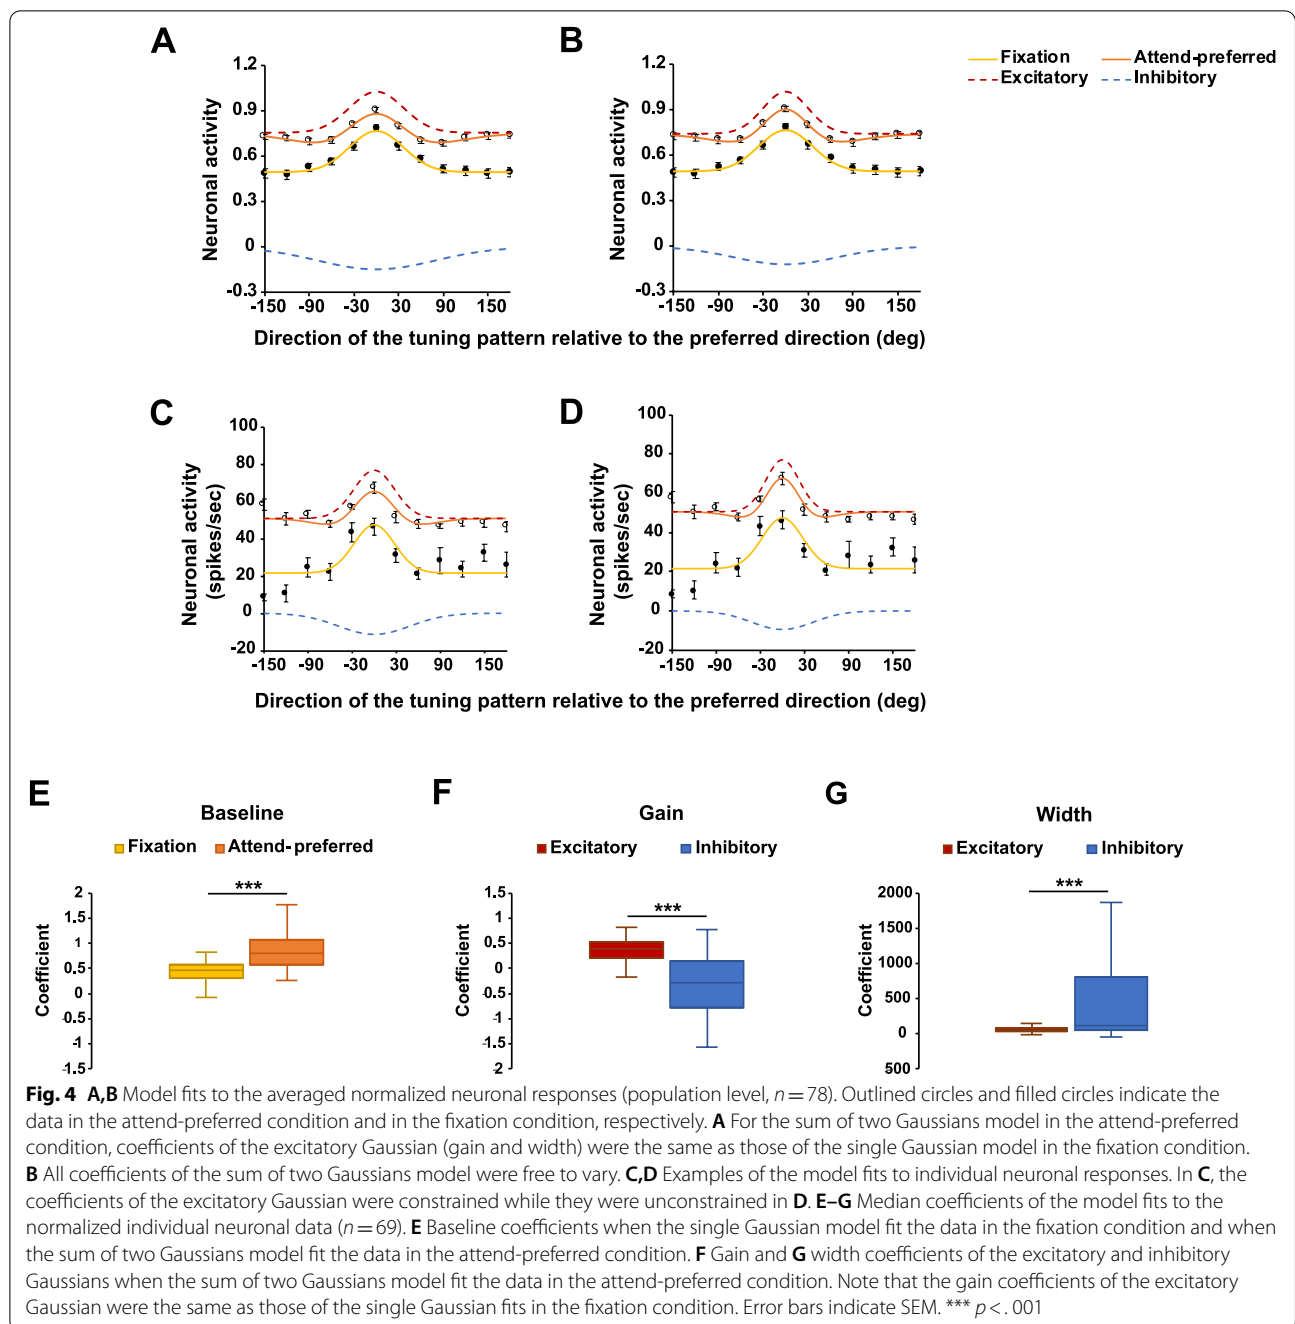 A
B
Fixation Attend-preferred
Excitatory Inhibitory
1.2
0.9
0.6
0.3
0
-0.3
Neuronal activity
-150 -90 -30 30 90 150
1.2
0.9
0.6
0.3
0
-0.3
Neuronal activity
-150 -90 -30 30 90 150
Direction of the tuning pattern relative to the preferred direction (deg)
C
D
100
80
60
40
20
0
-20
Neuronal activity
(spikes/sec)
-150 -90 -30 30 90 150
100
80
60
40
20
0
-20
Neuronal activity
(spikes/sec)
-150 -90 -30 30 90 150
Direction of the tuning pattern relative to the preferred direction (deg)
E
Baseline
Fixation Attend-preferred
***
2
1.5
1
0.5
0
-0.5
-1
-1.5
Coefficient
F
Gain
Excitatory Inhibitory
***
1.5
1
0.5
0
-0.5
-1
-1.5
-2
Coefficient
G
Width
Excitatory Inhibitory
***
2000
1500
1000
500
0
500
Coefficient
Fig. 4 A,B Model fits to the averaged normalized neuronal responses (population level, n = 78). Outlined circles and filled circles indicate the
data in the attend-preferred condition and in the fixation condition, respectively. A For the sum of two Gaussians model in the attend-preferred
condition, coefficients of the excitatory Gaussian (gain and width) were the same as those of the single Gaussian model in the fixation condition.
B All coefficients of the sum of two Gaussians model were free to vary. C,D Examples of the model fits to individual neuronal responses. In C, the
coefficients of the excitatory Gaussian were constrained while they were unconstrained in D. E–G Median coefficients of the model fits to the
normalized individual neuronal data (n = 69). E Baseline coefficients when the single Gaussian model fit the data in the fixation condition and when
the sum of two Gaussians model fit the data in the attend-preferred condition. F Gain and G width coefficients of the excitatory and inhibitory
Gaussians when the sum of two Gaussians model fit the data in the attend-preferred condition. Note that the gain coefficients of the excitatory
Gaussian were the same as those of the single Gaussian fits in the fixation condition. Error bars indicate SEM. *** p < . 001